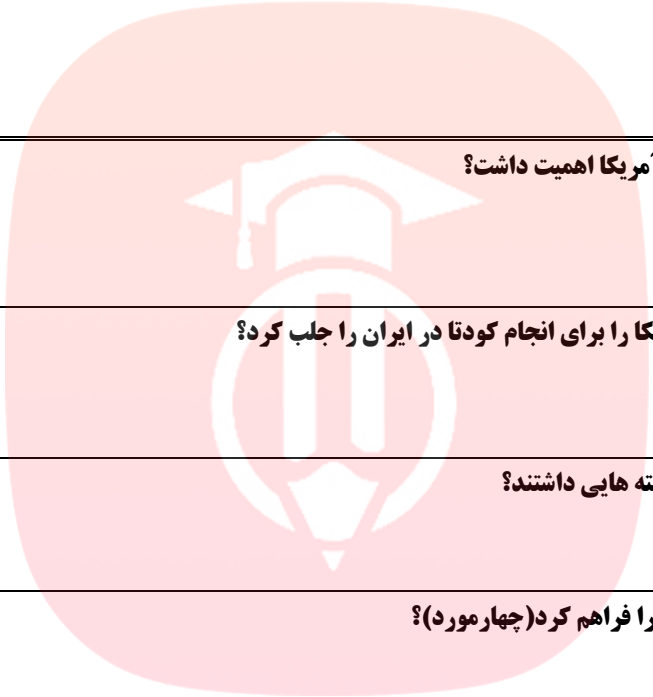 آمریکا اهمیت داشت؟
کا را برای انجام کودتا در ایران را جلب کرد؟
ته هایی داشتند؟
را فراهم کرد(چهارمورد)؟